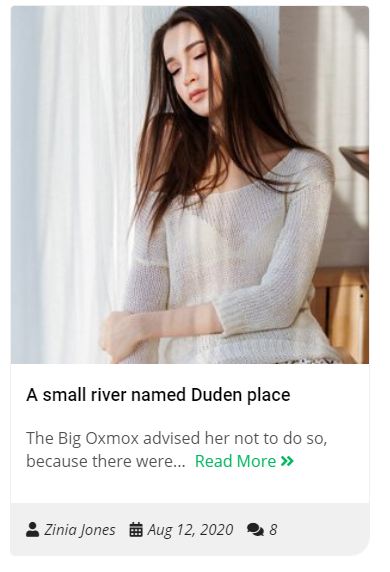 A small river named Duden place
The Big Oxmox advised her not to do so,
because there were... Read More
Zinia Jones Aug 12, 2020 8